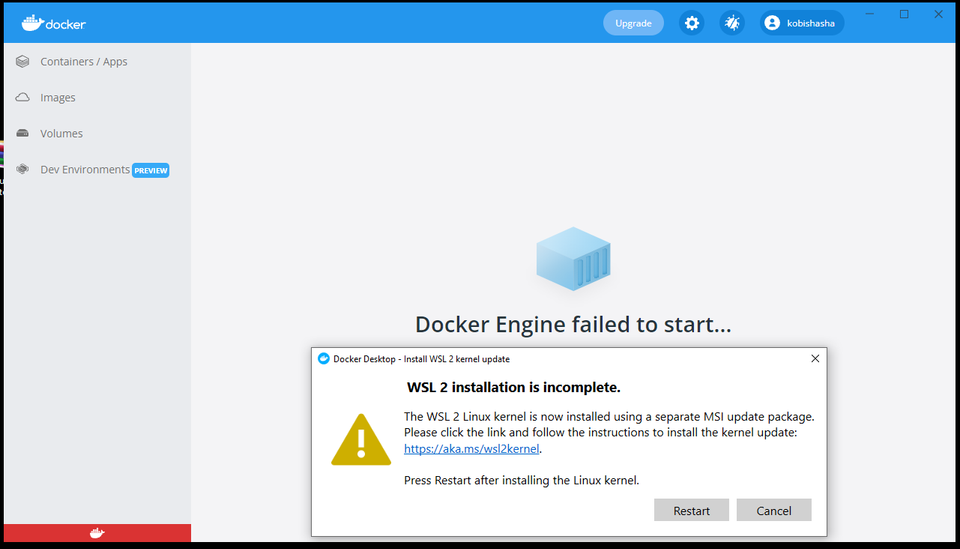 docker
Upgrade
kobishasha
Containers / Apps
Images
Volumes
Dev Environments PREVIEW
Docker Engine failed to start...
Docker Desktop - Install WSL 2 kernel update
WSL 2 installation is incomplete.
The WSL 2 Linux kernel is now installed using a separate MSI update package.
Please click the link and follow the instructions to install the kernel update:
https://aka.ms/wsl2kernel.
Press Restart after installing the Linux kernel.
Restart
Cancel